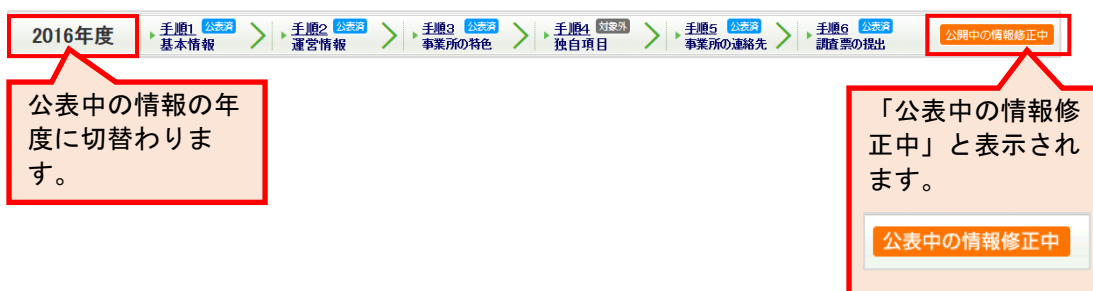 2016年度
手順1 公表済
基本情報
手順2 公表済
運営情報
手順3 公表済
事業所の特色
手順4 対象外
独自項目
手順5 公表済
事業所の連絡先
手順6 公表済
調査票の提出
公開中の情報修正中
公表中の情報の年
度に切替わりま
す。
「公表中の情報修
正中」と表示され
ます。
公表中の情報修正中